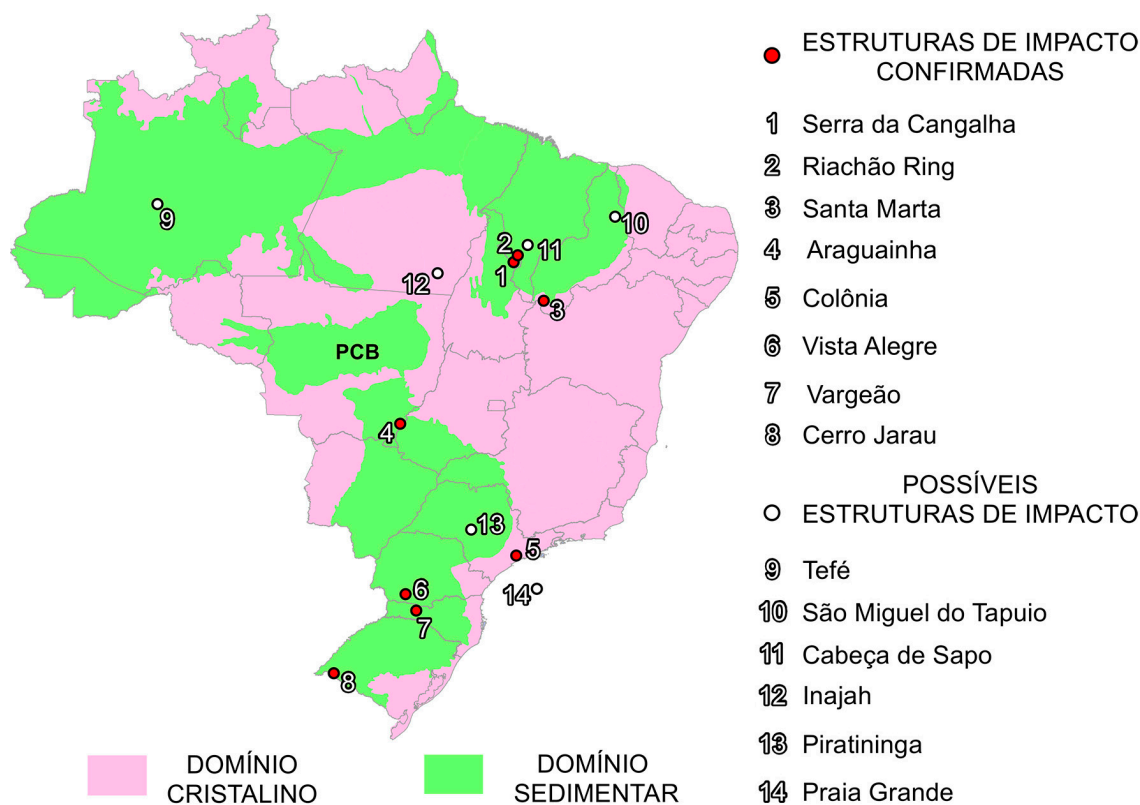 ESTRUTURAS DE IMPACTO
CONFIRMADAS
1 Serra da Cangalha
2 Riachão Ring
3 Santa Marta
4 Araguainha
5 Colônia
6 Vista Alegre
7 Vargeão
8 Cerro Jarau
POSSÍVEIS
ESTRUTURAS DE IMPACTO
9 Tefé
10 São Miguel do Tapuio
11 Cabeça de Sapo
12 Inajah
13 Piratininga
14 Praia Grande
9
10
2
11
1
12
3
PCB
4
13
5
6
14
7
8
DOMÍNIO
CRISTALINO
DOMÍNIO
SEDIMENTAR